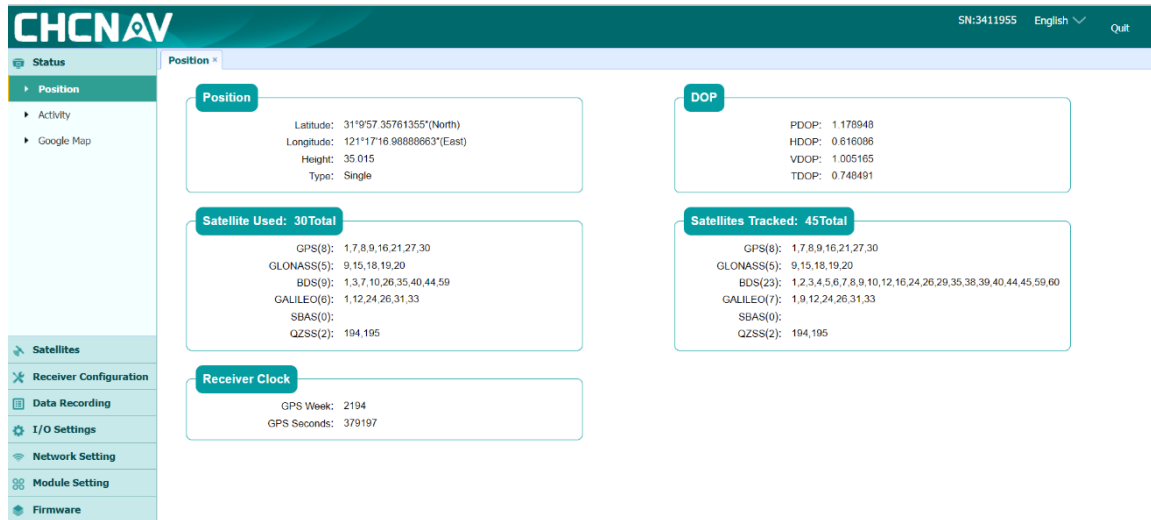 CHCNAV
SN:3411955 English Quit
Status
Position
Activity
Google Map
Satellites
Receiver Configuration
Data Recording
I/O Settings
Network Setting
Module Setting
Firmware
Position ×
Position
Latitude: 31°9'57.35761355"(North)
Longitude: 121°17'16.98888663"(East)
Height: 35.015
Type: Single
DOP
PDOP: 1.178948
HDOP: 0.616086
VDOP: 1.005165
TDOP: 0.748491
Satellite Used: 30Total
GPS(8): 1,7,8,9,16,21,27,30
GLONASS(5): 9,15,18,19,20
BDS(9): 1,3,7,10,26,35,40,44,59
GALILEO(6): 1,12,24,26,31,33
SBAS(0):
QZSS(2): 194,195
Satellites Tracked: 45Total
GPS(8): 1,7,8,9,16,21,27,30
GLONASS(5): 9,15,18,19,20
BDS(23): 1,2,3,4,5,6,7,8,9,10,12,16,24,26,29,35,38,39,40,44,45,59,60
GALILEO(7): 1,9,12,24,26,31,33
SBAS(0):
QZSS(2): 194,195
Receiver Clock
GPS Week: 2194
GPS Seconds: 379197